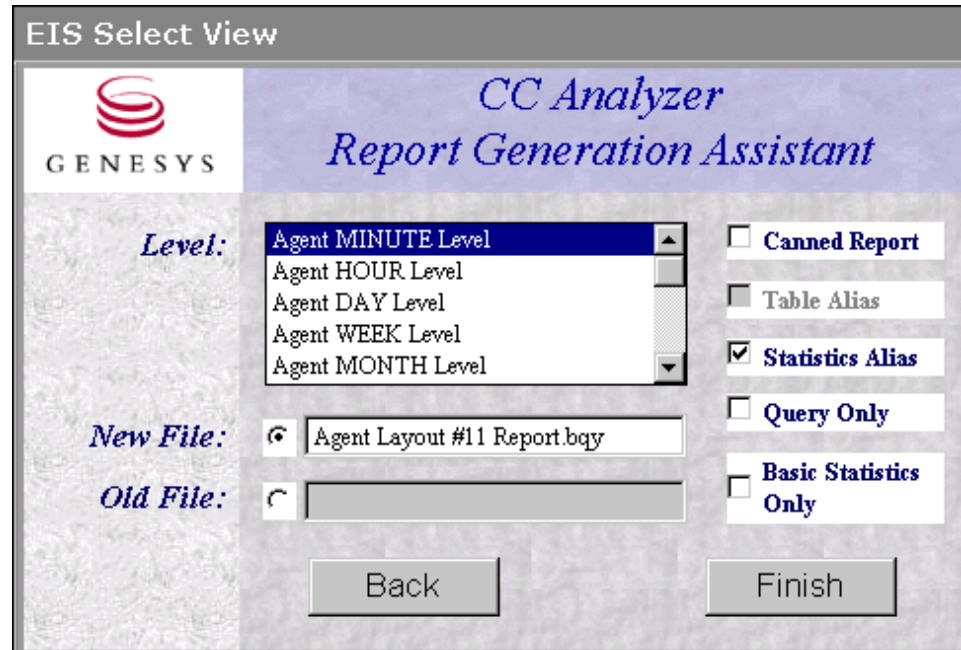 EIS Select View
GENESYS
CC Analyzer
Report Generation Assistant
Level:
Agent MINUTE Level
Agent HOUR Level
Agent DAY Level
Agent WEEK Level
Agent MONTH Level
Canned Report
Table Alias
Statistics Alias
Query Only
Basic Statistics
Only
New File:
Agent Layout #11 Report.bqy
Old File:
Back
Finish